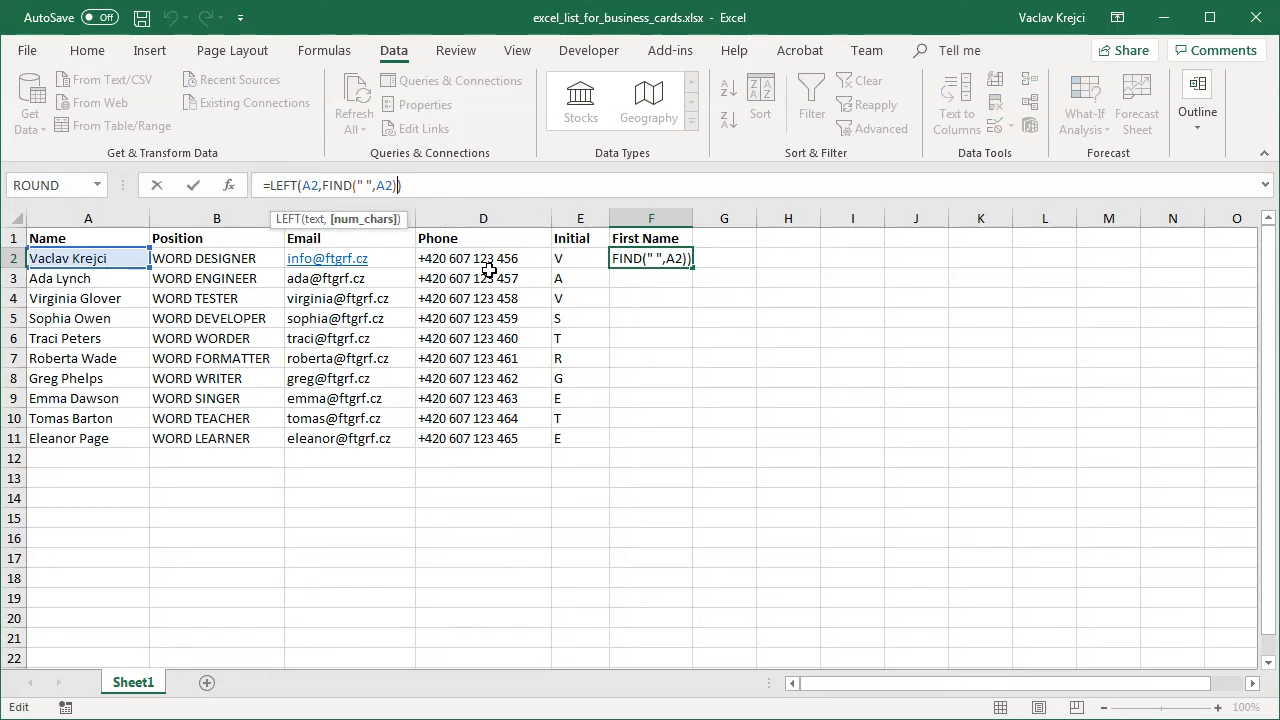 AutoSave Off excel_list_for_business_cards.xlsx - Excel Vaclav Krejci
File Home Insert Page Layout Formulas Data Review View Developer Add-ins Help Acrobat Team Tell me Share Comments
Get Data From Text/CSV From Web From Table/Range Recent Sources Existing Connections
Refresh All Queries & Connections Properties Edit Links
Stocks Geography
Sort Filter Clear Reapply Advanced
Text to Columns What-If Analysis Forecast Sheet Outline
Get & Transform Data Queries & Connections Data Types Sort & Filter Data Tools Forecast
ROUND fx =LEFT(A2,FIND(" ",A2))
LEFT(text, [num_chars])
A B C D E F G H I J K L M N O
1 Name Position Email Phone Initial First Name
2 Vaclav Krejci WORD DESIGNER info@ftgrf.cz +420 607 123 456 V FIND(" ",A2))
3 Ada Lynch WORD ENGINEER ada@ftgrf.cz +420 607 123 457 A
4 Virginia Glover WORD TESTER virginia@ftgrf.cz +420 607 123 458 V
5 Sophia Owen WORD DEVELOPER sophia@ftgrf.cz +420 607 123 459 S
6 Traci Peters WORD WORDER traci@ftgrf.cz +420 607 123 460 T
7 Roberta Wade WORD FORMATTER roberta@ftgrf.cz +420 607 123 461 R
8 Greg Phelps WORD WRITER greg@ftgrf.cz +420 607 123 462 G
9 Emma Dawson WORD SINGER emma@ftgrf.cz +420 607 123 463 E
10 Tomas Barton WORD TEACHER tomas@ftgrf.cz +420 607 123 464 T
11 Eleanor Page WORD LEARNER eleanor@ftgrf.cz +420 607 123 465 E
12
13
14
15
16
17
18
19
20
21
22
Sheet1
Edit 100%